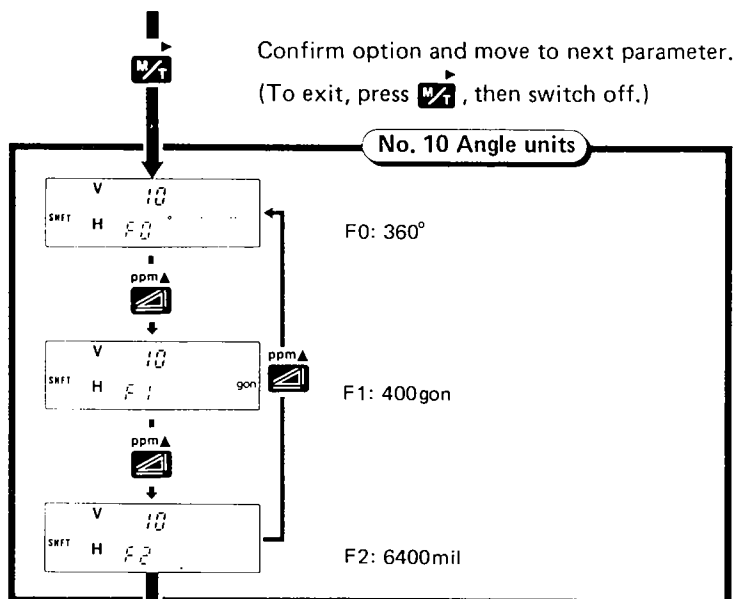 Confirm option and move to next parameter.
M/T
(To exit, press M/T , then switch off.)
No. 10 Angle units
V 10
SHFT H F0 °
F0: 360°
ppm▲
V 10
SHFT H F1 gon
ppm▲
F1: 400gon
ppm▲
V 10
SHFT H F2
F2: 6400mil